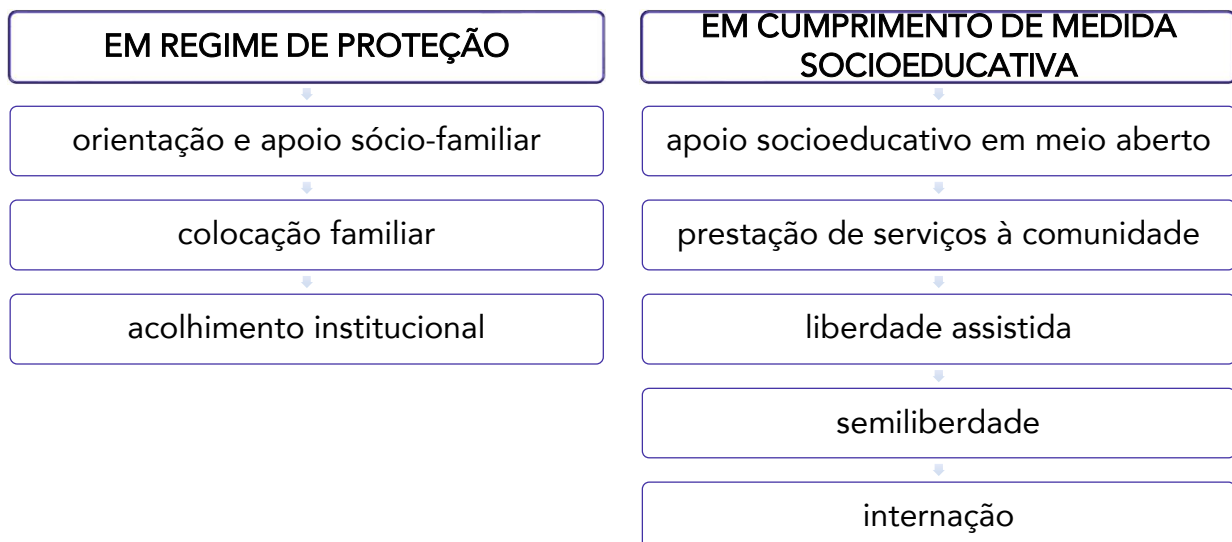 EM REGIME DE PROTEÇÃO
orientação e apoio sócio-familiar
colocação familiar
acolhimento institucional
EM CUMPRIMENTO DE MEDIDA
SOCIOEDUCATIVA
apoio socioeducativo em meio aberto
prestação de serviços à comunidade
liberdade assistida
semiliberdade
internação